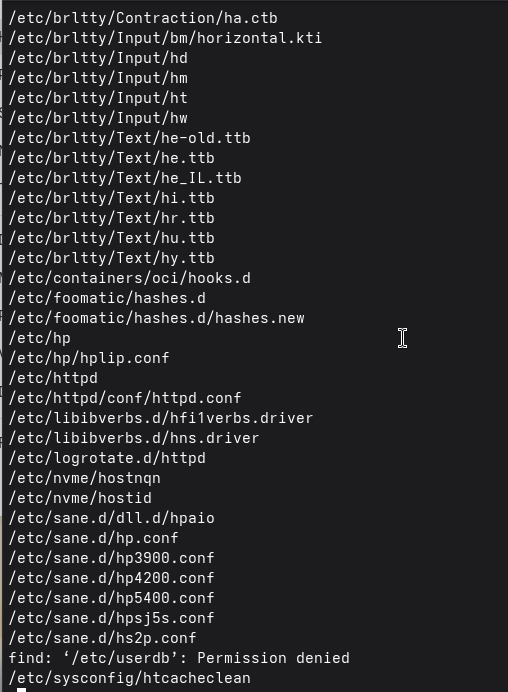 /etc/brltty/Contraction/ha.ctb
/etc/brltty/Input/bm/horizontal.kti
/etc/brltty/Input/hd
/etc/brltty/Input/hm
/etc/brltty/Input/ht
/etc/brltty/Input/hw
/etc/brltty/Text/he-old.ttb
/etc/brltty/Text/he.ttb
/etc/brltty/Text/he_IL.ttb
/etc/brltty/Text/hi.ttb
/etc/brltty/Text/hr.ttb
/etc/brltty/Text/hu.ttb
/etc/brltty/Text/hy.ttb
/etc/containers/oci/hooks.d
/etc/foomatic/hashes.d
/etc/foomatic/hashes.d/hashes.new
/etc/hp
/etc/hp/hplip.conf
/etc/httpd
/etc/httpd/conf/httpd.conf
/etc/libibverbs.d/hfi1verbs.driver
/etc/libibverbs.d/hns.driver
/etc/logrotate.d/httpd
/etc/nvme/hostnqn
/etc/nvme/hostid
/etc/sane.d/dll.d/hpaio
/etc/sane.d/hp.conf
/etc/sane.d/hp3900.conf
/etc/sane.d/hp4200.conf
/etc/sane.d/hp5400.conf
/etc/sane.d/hpsj5s.conf
/etc/sane.d/hs2p.conf
find: ‘/etc/userdb’: Permission denied
/etc/sysconfig/htcacheclean